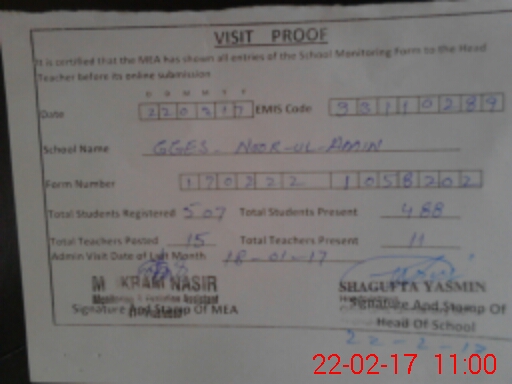 VISIT PROOF
It is certified that the MEA has shown all entries of the School Monitoring Form to the Head
Teacher before its online submission
D D M M Y Y
Date 220217 EMIS Code 33110289
School Name GGES- NOOR-UL-AMIN
Form Number 170222 1058202
Total Students Registered 507 Total Students Present 488
Total Teachers Posted 15 Total Teachers Present 11
Admin Visit Date of Last Month 18-01-17
M KRAM NASIR SHAGUFTA YASMIN
Signature And Stamp Of MEA Signature And Stamp Of
Head Of School
22-2-17
22-02-17 11:00